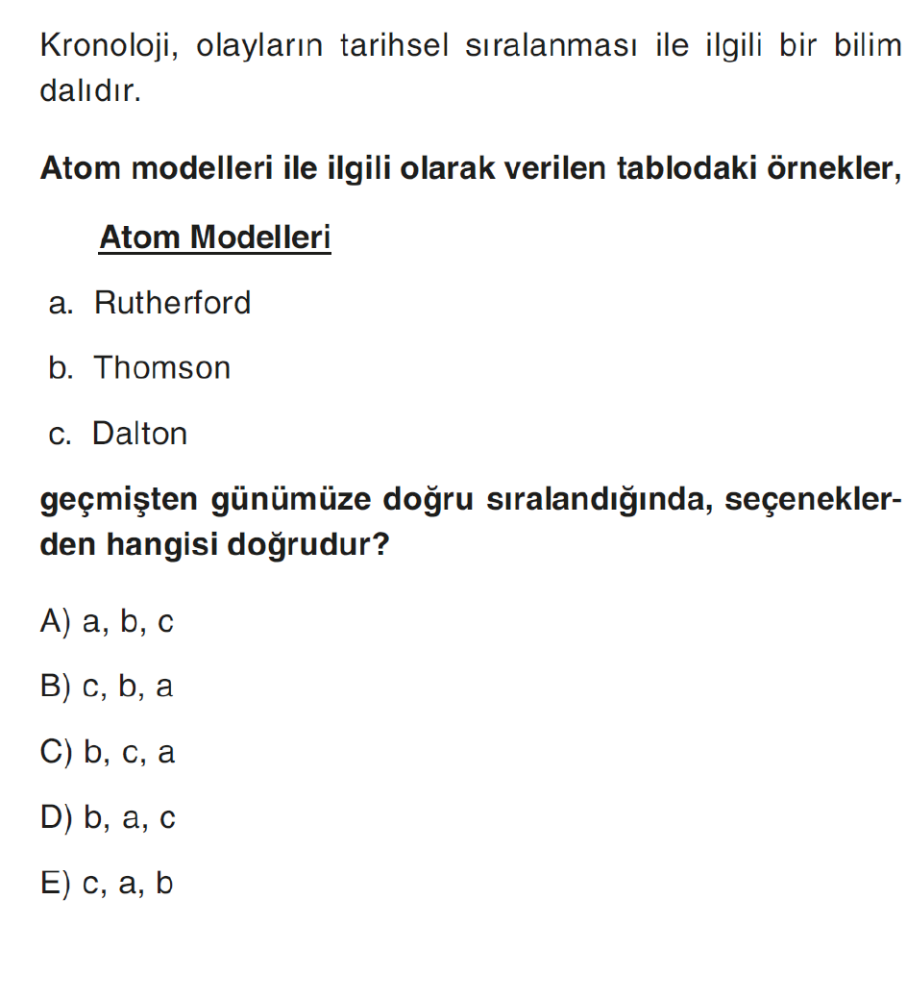 Kronoloji, olayların tarihsel sıralanması ile ilgili bir bilim
dalıdır.
Atom modelleri ile ilgili olarak verilen tablodaki örnekler,
Atom Modelleri
a. Rutherford
b. Thomson
c. Dalton
geçmişten günümüze doğru sıralandığında, seçenekler-
den hangisi doğrudur?
A) a, b, c
B) c, b, a
C) b, c, a
D) b, a, c
E) c, a, b